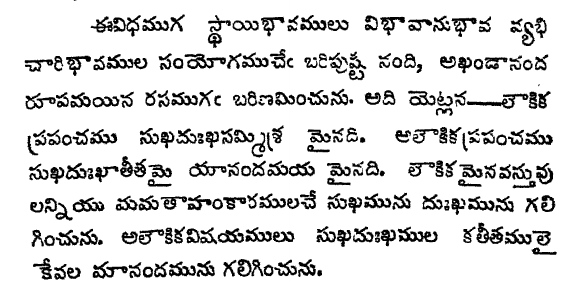 ఈవిధముగ స్థాయిభావములు విభావానుభావ వ్యభి
చారిభావముల సంయోగముచేఁ బరిపుష్టి నంది, అఖండానంద
రూపమయిన రసముగఁ బరిణమించును. అది యెట్లన—లౌకిక
ప్రపంచము సుఖదుఃఖసమ్మిశ్ర మైనది. అలౌకికప్రపంచము
సుఖదుఃఖాతీతమై యానందమయ మైనది. లౌకికమైనవస్తువు
లన్నియు మమతాహంకారములచే సుఖమును దుఃఖమును గలి
గించును. అలౌకికవిషయములు సుఖదుఃఖముల కతీతములై
కేవల మానందమును గలిగించును.